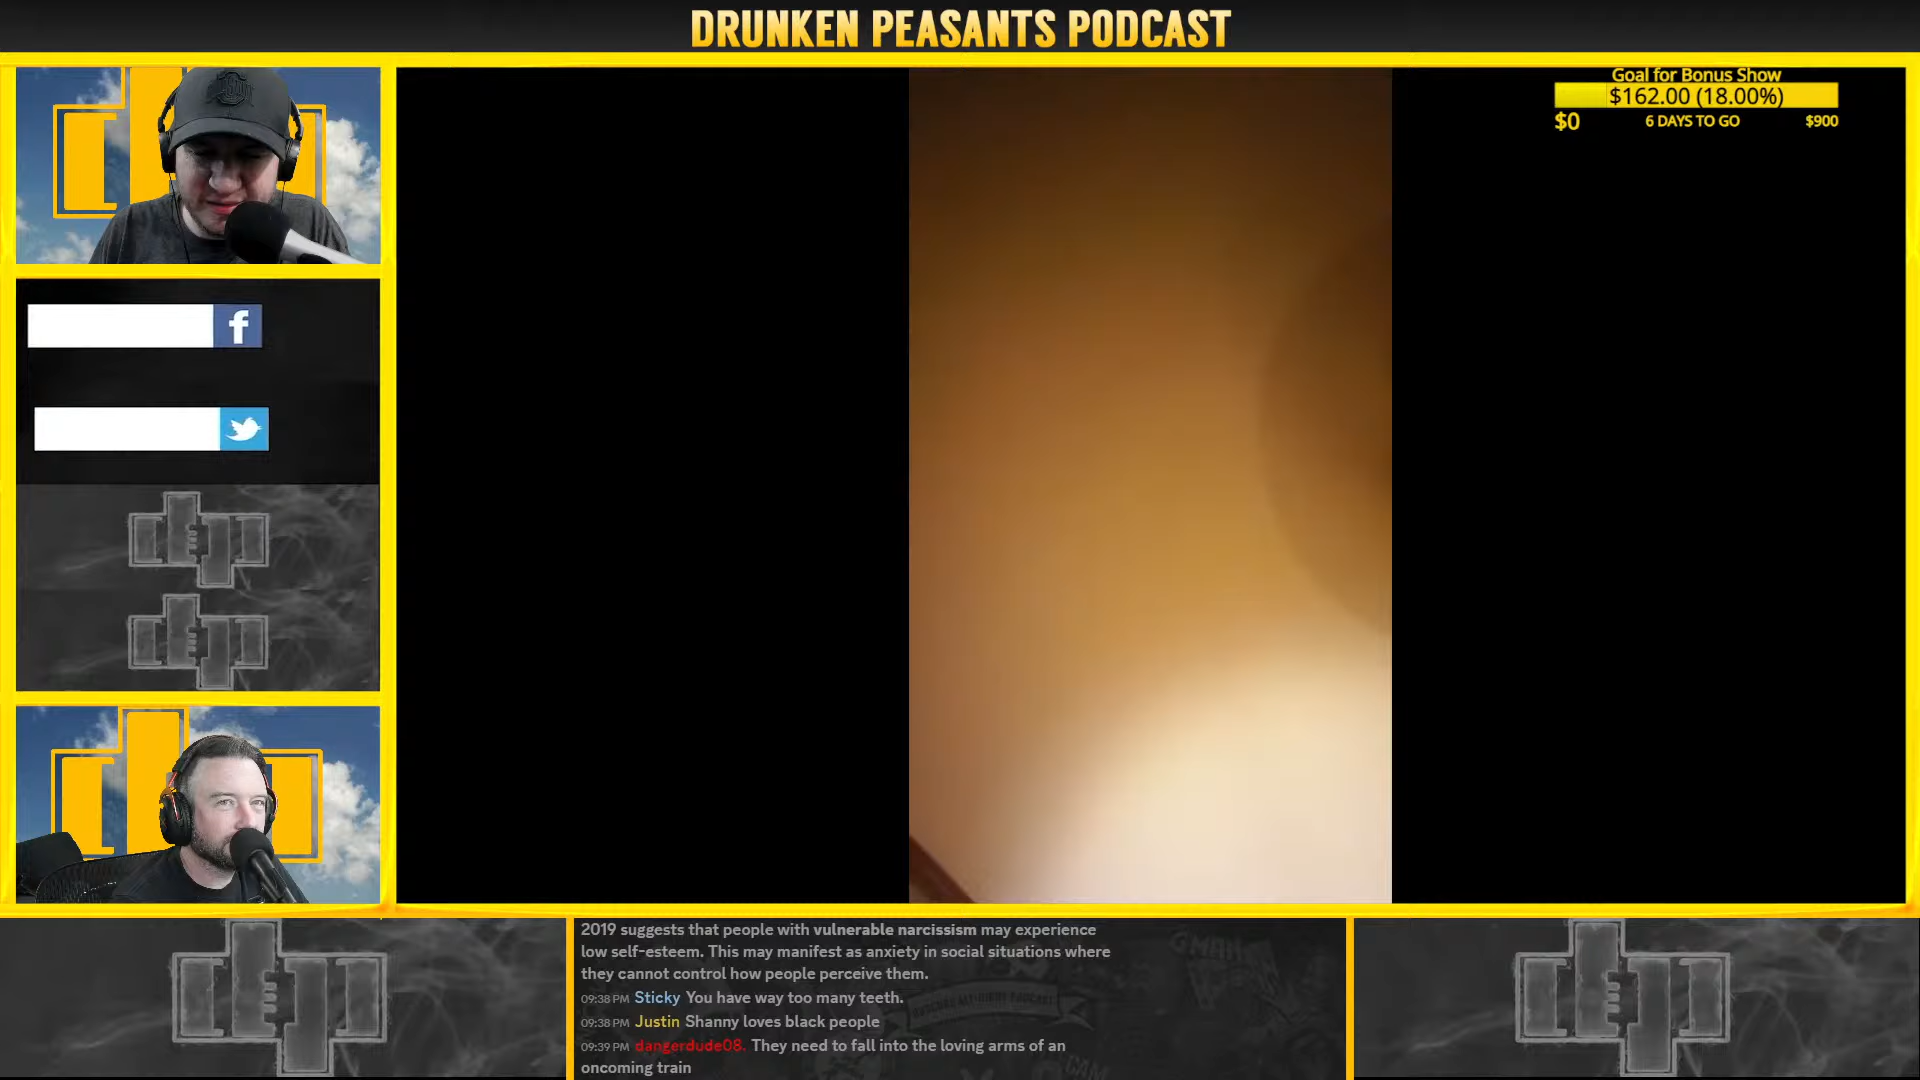 DRUNKEN PEASANTS PODCAST
Goal for Bonus Show
$162.00 (18.00%)
$0 6 DAYS TO GO $900
f
2019 suggests that people with vulnerable narcissism may experience
low self-esteem. This may manifest as anxiety in social situations where
they cannot control how people perceive them.
09:38 PM Sticky You have way too many teeth.
09:38 PM Justin Shanny loves black people
09:39 PM dangerdude08. They need to fall into the loving arms of an
oncoming train